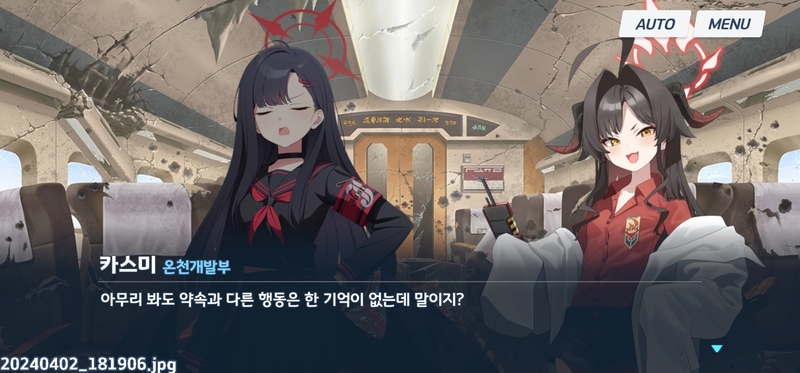 AUTO
MENU
카스미 온천개발부
아무리 봐도 약속과 다른 행동은 한 기억이 없는데 말이지?
20240402_181906.jpg